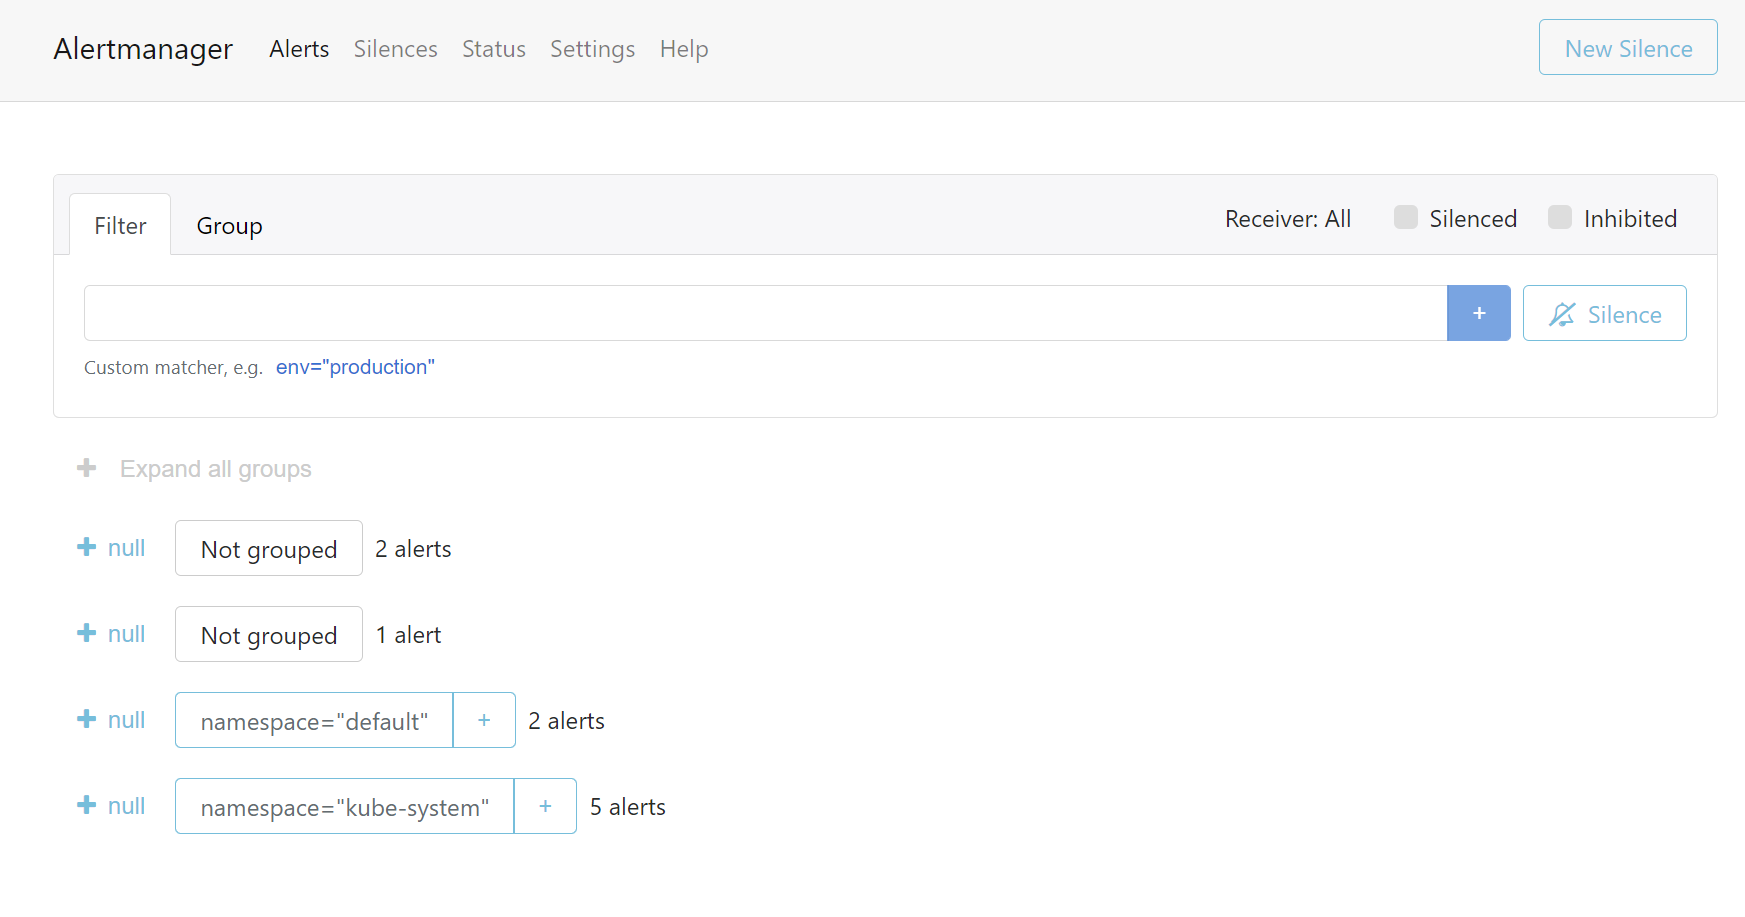 Alertmanager Alerts Silences Status Settings Help New Silence
Filter Group Receiver: All Silenced Inhibited
+ Silence
Custom matcher, e.g. env="production"
+ Expand all groups
+ null Not grouped 2 alerts
+ null Not grouped 1 alert
+ null namespace="default" + 2 alerts
+ null namespace="kube-system" + 5 alerts